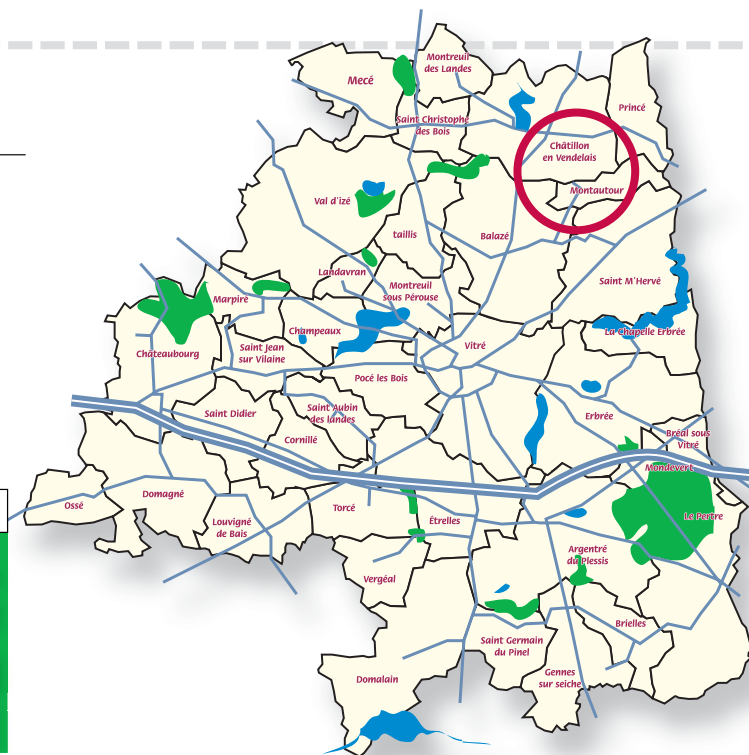 Montreuil
des Landes
Mecé
Princé
Saint Christophe
des Bois
Châtillon
en Vendelais
Montautour
Val d'izé
taillis
Balazé
Landavran
Saint M'Hervé
Montreuil
sous Pérouse
Marpiré
Champeaux
La Chapelle Erbrée
Châteaubourg
Saint Jean
sur Vilaine
Vitré
Pocé les Bois
Saint Didier
Saint Aubin
des landes
Erbrée
Cornillé
Bréal sous
Vitré
Mondevert
Ossé
Domagné
Torcé
Louvigné
de Bais
Étrelles
La Pertre
Argentré
du Plessis
Vergéal
Brielles
Saint Germain
du Pinel
Domalain
Gennes
sur seiche